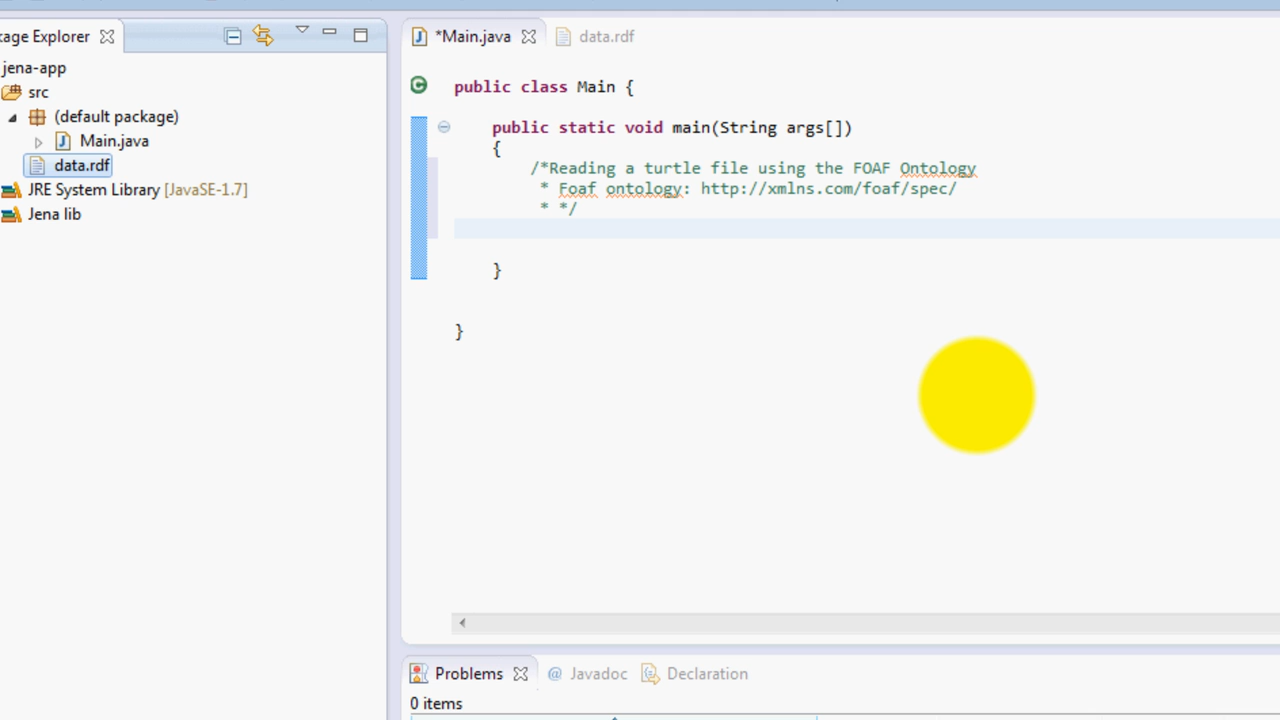 kage Explorer
jena-app
src
(default package)
Main.java
data.rdf
JRE System Library [JavaSE-1.7]
Jena lib
*Main.java data.rdf
public class Main {
public static void main(String args[])
{
/*Reading a turtle file using the FOAF Ontology
* Foaf ontology: http://xmlns.com/foaf/spec/
* */
}
}
Problems @ Javadoc Declaration
0 items